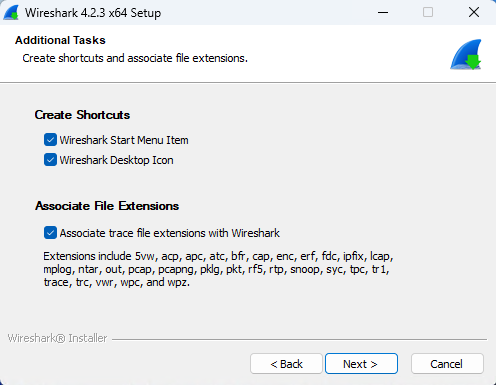 Wireshark 4.2.3 x64 Setup
Additional Tasks
Create shortcuts and associate file extensions.
Create Shortcuts
Wireshark Start Menu Item
Wireshark Desktop Icon
Associate File Extensions
Associate trace file extensions with Wireshark
Extensions include 5vw, acp, apc, atc, bfr, cap, enc, erf, fdc, ipfix, lcap,
mplog, ntar, out, pcap, pcapng, pklg, pkt, rf5, rtp, snoop, syc, tpc, tr1,
trace, trc, vwr, wpc, and wpz.
Wireshark® Installer
< Back
Next >
Cancel